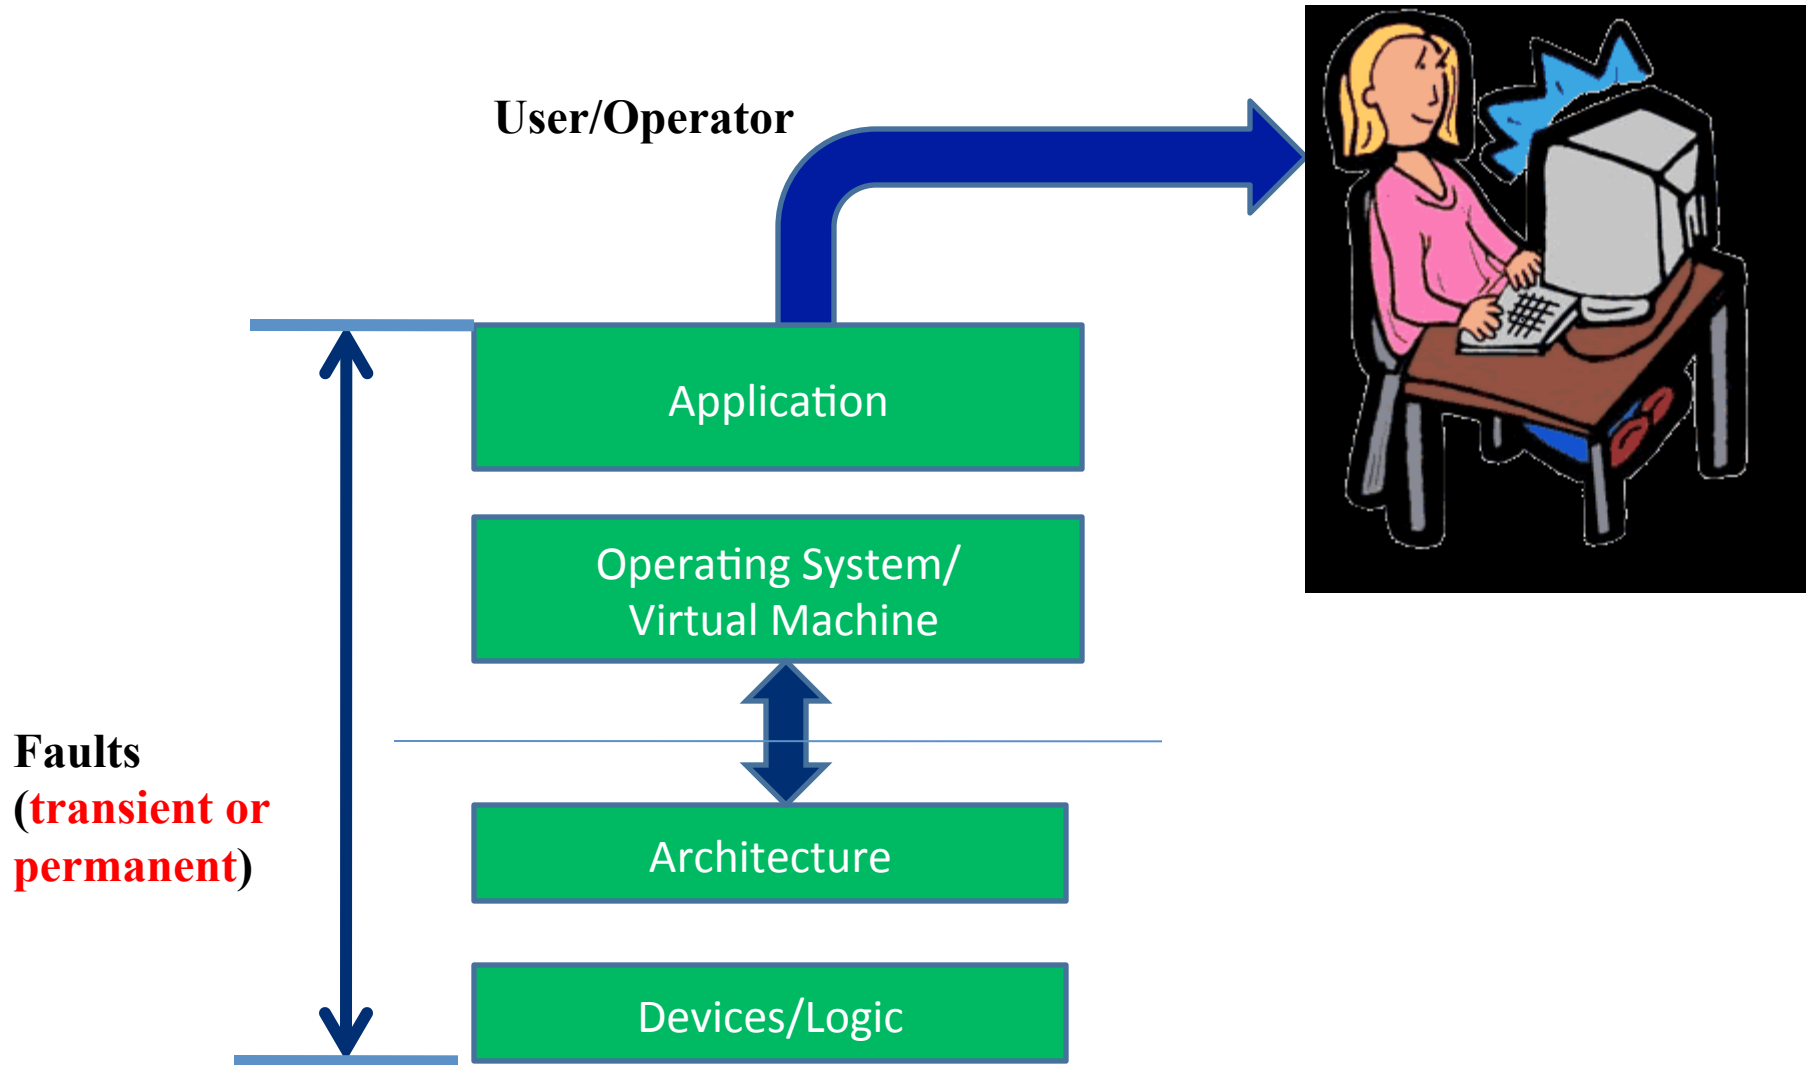 User/Operator
Application
Operating System/
Virtual Machine
Faults
(transient or
permanent)
Architecture
Devices/Logic